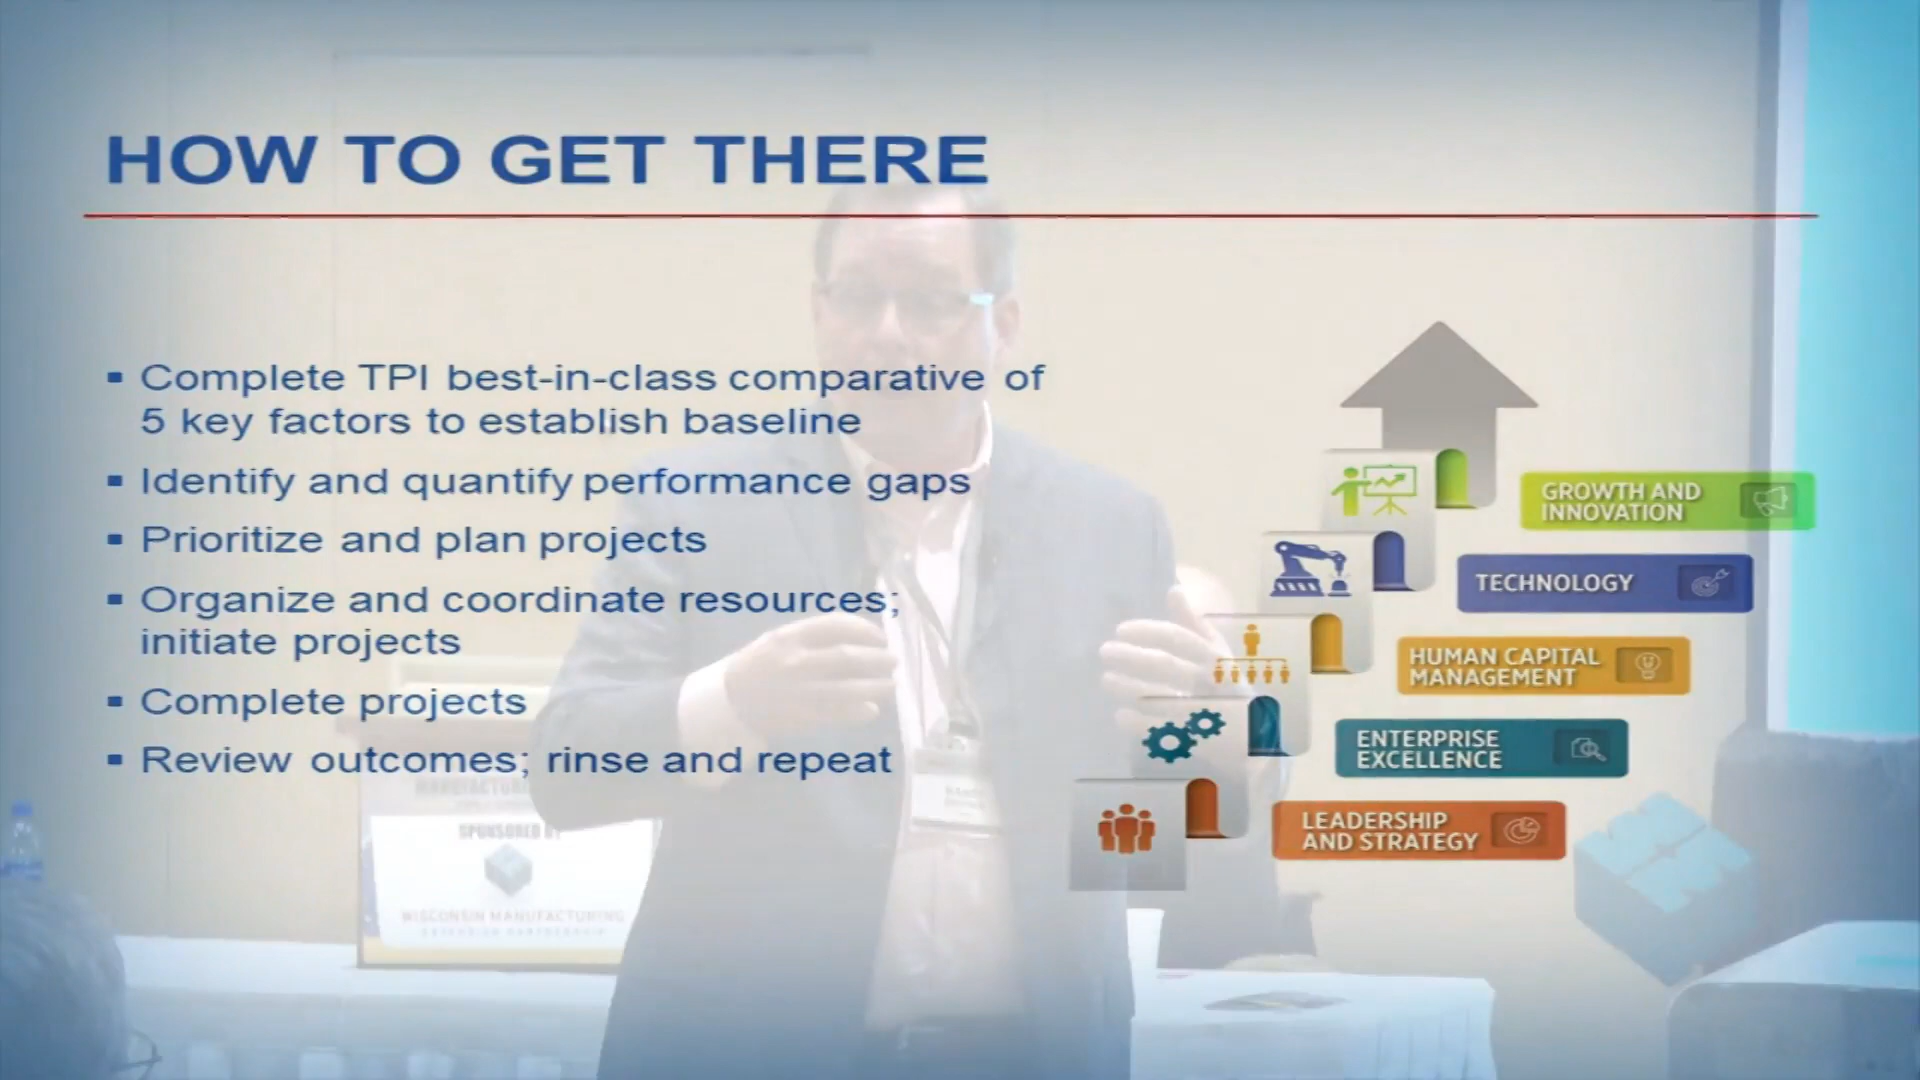 HOW TO GET THERE
▪ Complete TPI best-in-class comparative of
5 key factors to establish baseline
▪ Identify and quantify performance gaps
▪ Prioritize and plan projects
▪ Organize and coordinate resources;
initiate projects
▪ Complete projects
▪ Review outcomes; rinse and repeat
GROWTH AND
INNOVATION
TECHNOLOGY
HUMAN CAPITAL
MANAGEMENT
ENTERPRISE
EXCELLENCE
LEADERSHIP
AND STRATEGY
SPONSORED BY
WISCONSIN MANUFACTURING
EXTENSION PARTNERSHIP